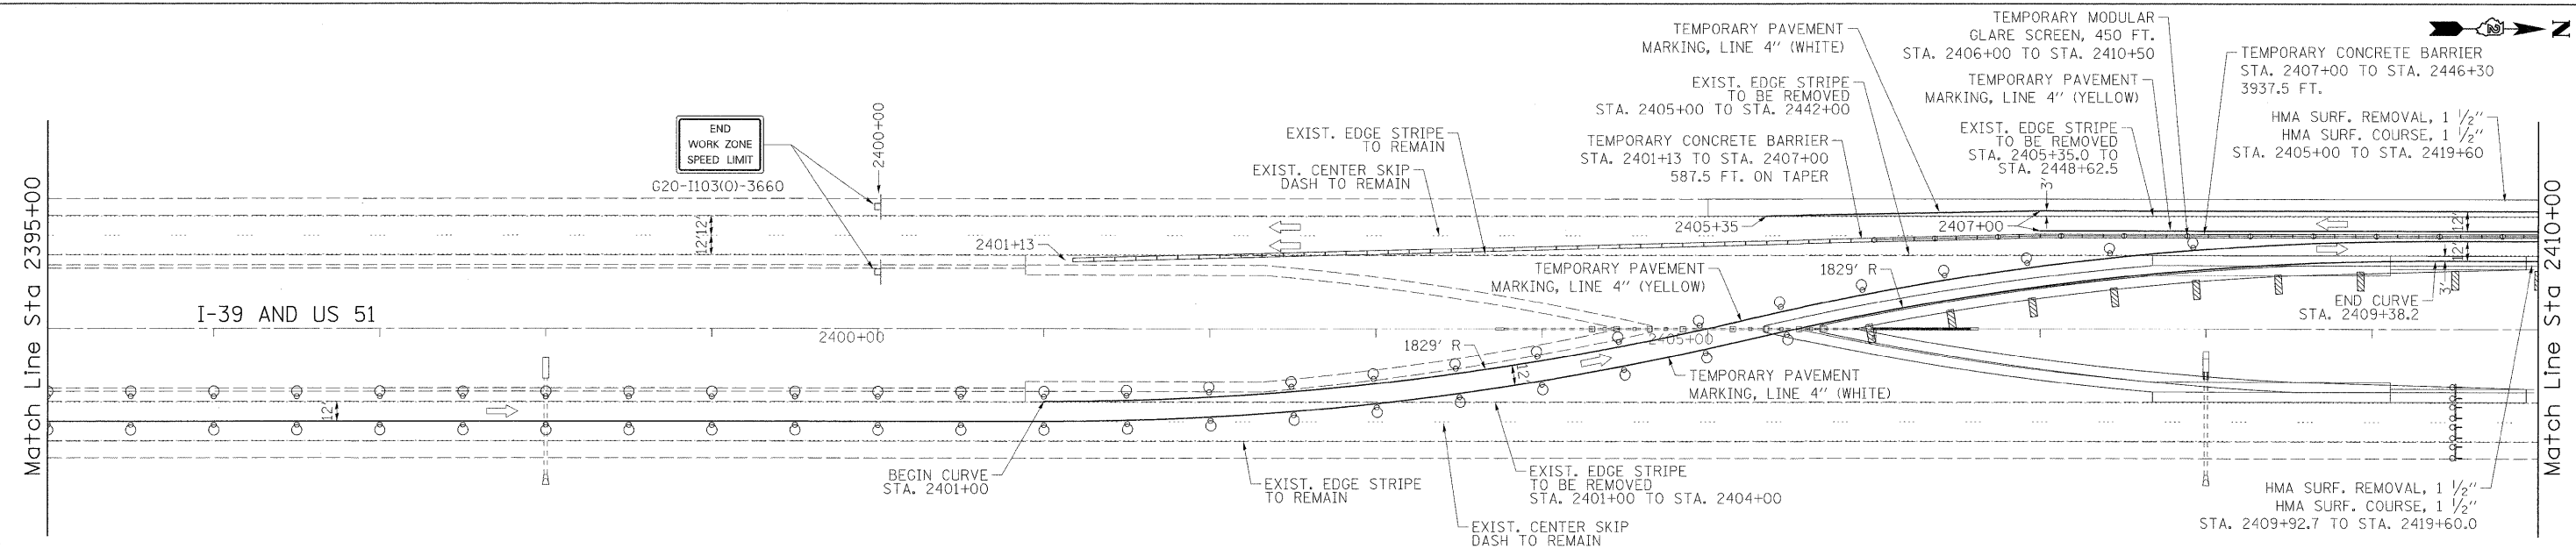 TEMPORARY PAVEMENT
MARKING, LINE 4" (WHITE)
TEMPORARY MODULAR
GLARE SCREEN, 450 FT.
STA. 2406+00 TO STA. 2410+50
N
EXIST. EDGE STRIPE
TO BE REMOVED
STA. 2405+00 TO STA. 2442+00
TEMPORARY PAVEMENT
MARKING, LINE 4" (YELLOW)
TEMPORARY CONCRETE BARRIER
STA. 2407+00 TO STA. 2446+30
3937.5 FT.
END
WORK ZONE
SPEED LIMIT
G20-I103(O)-3660
2400+00
EXIST. EDGE STRIPE
TO REMAIN
EXIST. CENTER SKIP
DASH TO REMAIN
TEMPORARY CONCRETE BARRIER
STA. 2401+13 TO STA. 2407+00
587.5 FT. ON TAPER
EXIST. EDGE STRIPE
TO BE REMOVED
STA. 2405+35.0 TO
STA. 2448+62.5
HMA SURF. REMOVAL, 1 1/2"
HMA SURF. COURSE, 1 1/2"
STA. 2405+00 TO STA. 2419+60
Match Line Sta 2395+00
12'
12'
2401+13
2405+35
2407+00
3'
12'
12'
3'
Match Line Sta 2410+00
TEMPORARY PAVEMENT
MARKING, LINE 4" (YELLOW)
1829' R
END CURVE
STA. 2409+38.2
I-39 AND US 51
2400+00
1829' R
2405+00
12'
12'
TEMPORARY PAVEMENT
MARKING, LINE 4" (WHITE)
BEGIN CURVE
STA. 2401+00
EXIST. EDGE STRIPE
TO REMAIN
EXIST. EDGE STRIPE
TO BE REMOVED
STA. 2401+00 TO STA. 2404+00
EXIST. CENTER SKIP
DASH TO REMAIN
HMA SURF. REMOVAL, 1 1/2"
HMA SURF. COURSE, 1 1/2"
STA. 2409+92.7 TO STA. 2419+60.0